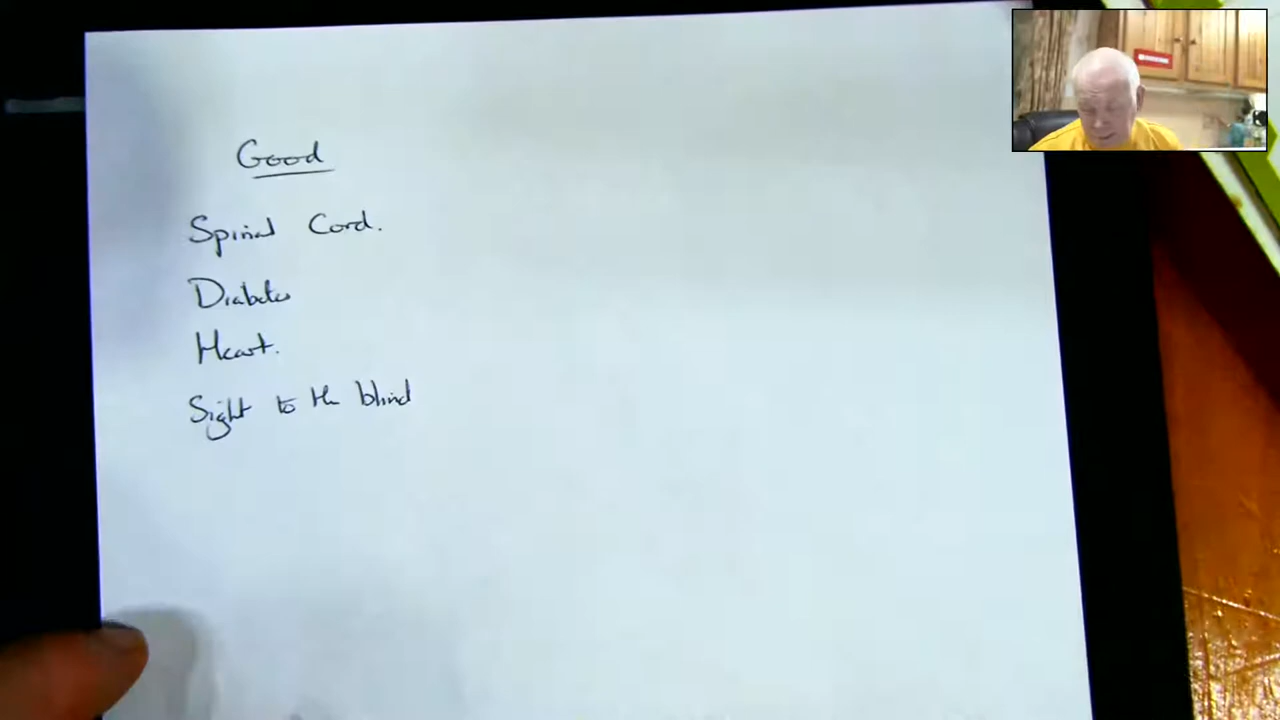 Good
Spinal Cord.
Diabetes
Heart.
Sight to the blind